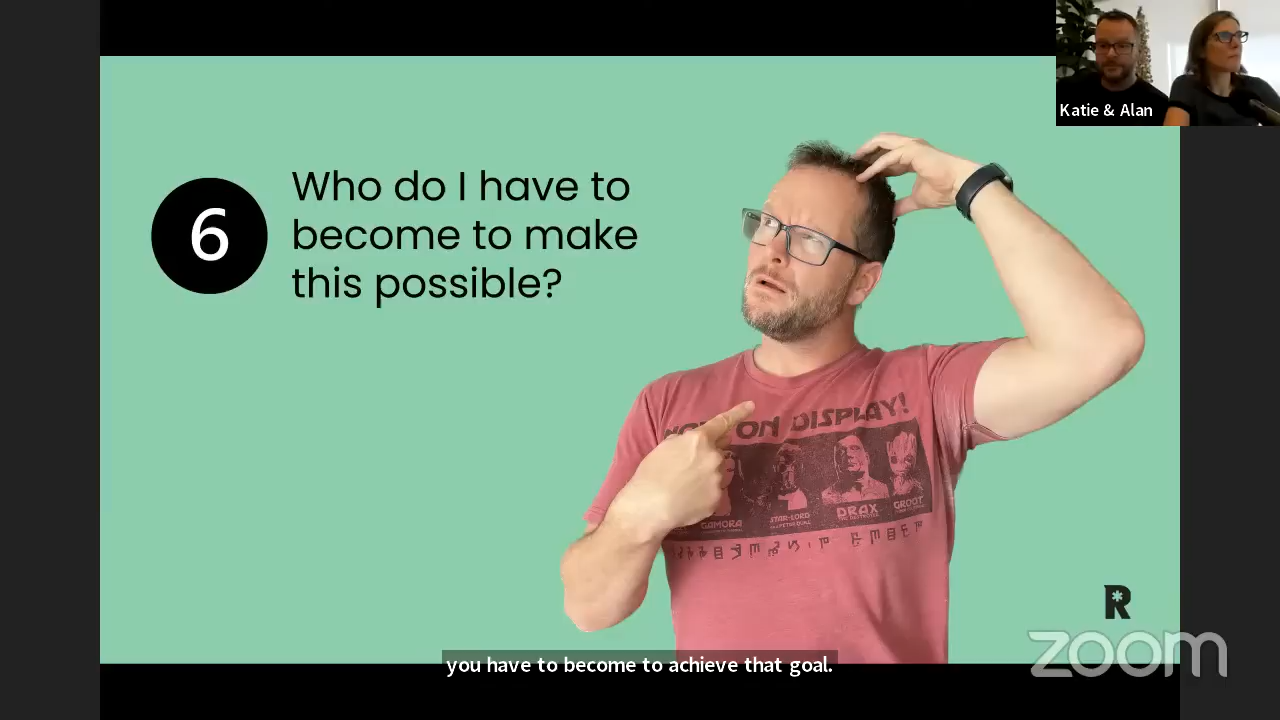 Katie & Alan
6
Who do I have to
become to make
this possible?
ON DISPLAY!
GAMORA
STAR-LORD
DRAX
GROOT
R
zoom
you have to become to achieve that goal.